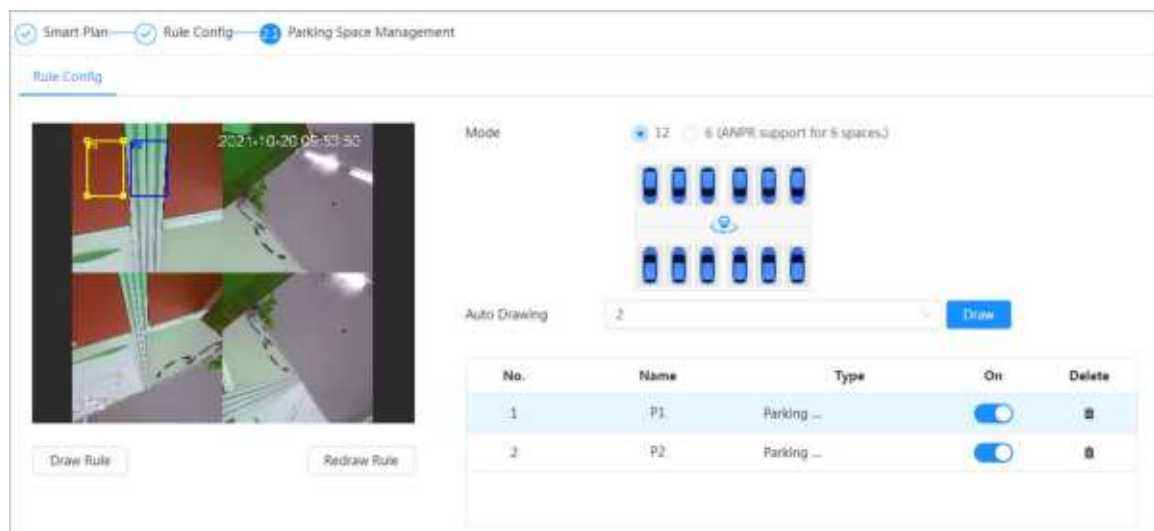 Smart Plan Rule Config 2.1 Parking Space Management
Rule Config
2021-10-20 09:53:50
Mode 12 6 (ANPR support for 6 spaces.)
Auto Drawing 2 Draw
No. Name Type On Delete
1 P1 Parking ...
2 P2 Parking ...
Draw Rule Redraw Rule